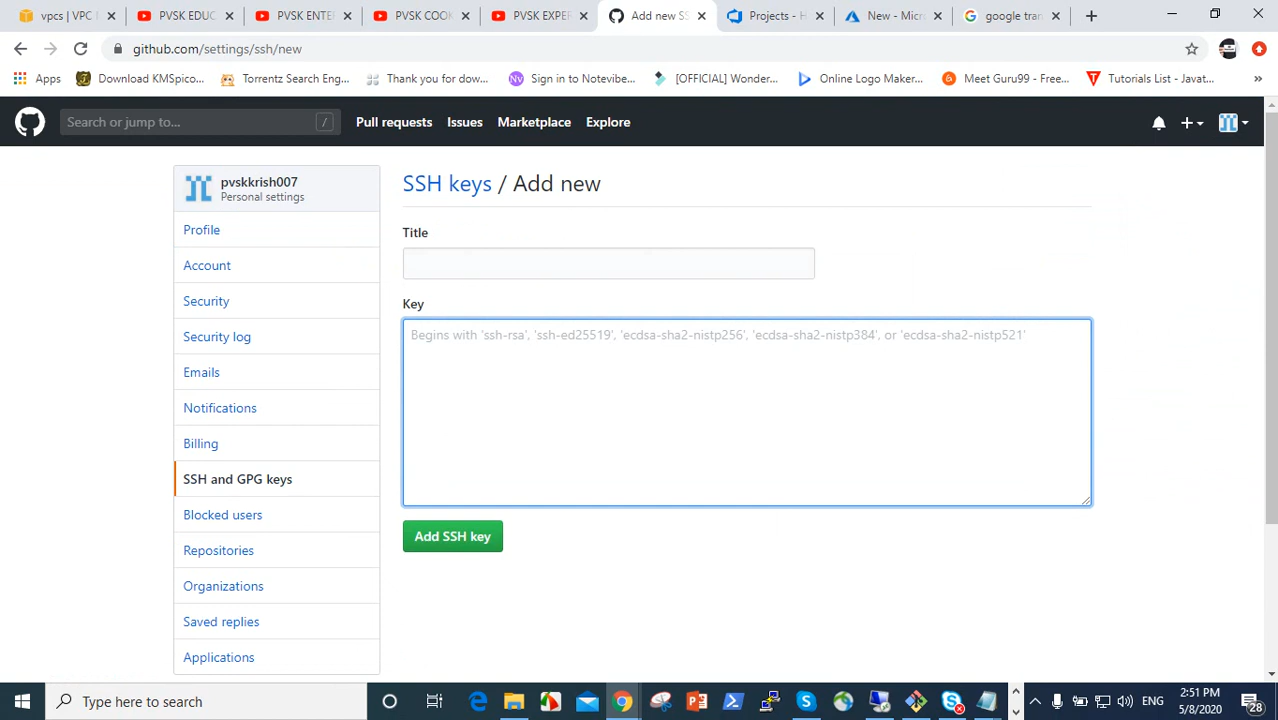 vpcs | VPC M
PVSK EDUC
PVSK ENTE
PVSK COOK
PVSK EXPER
Add new SS
Projects - H
New - Micro
google tran
github.com/settings/ssh/new
Apps
Download KMSpico...
Torrentz Search Eng...
Thank you for dow...
Nv
Sign in to Notevibe...
[OFFICIAL] Wonder...
Online Logo Maker...
Meet Guru99 - Free...
Tutorials List - Javat...
»
Search or jump to...
/
Pull requests
Issues
Marketplace
Explore
pvskkrish007
Personal settings
Profile
Account
Security
Security log
Emails
Notifications
Billing
SSH and GPG keys
Blocked users
Repositories
Organizations
Saved replies
Applications
SSH keys / Add new
Title
Key
Begins with 'ssh-rsa', 'ssh-ed25519', 'ecdsa-sha2-nistp256', 'ecdsa-sha2-nistp384', or 'ecdsa-sha2-nistp521'
Add SSH key
Type here to search
ENG
2:51 PM
5/8/2020
28